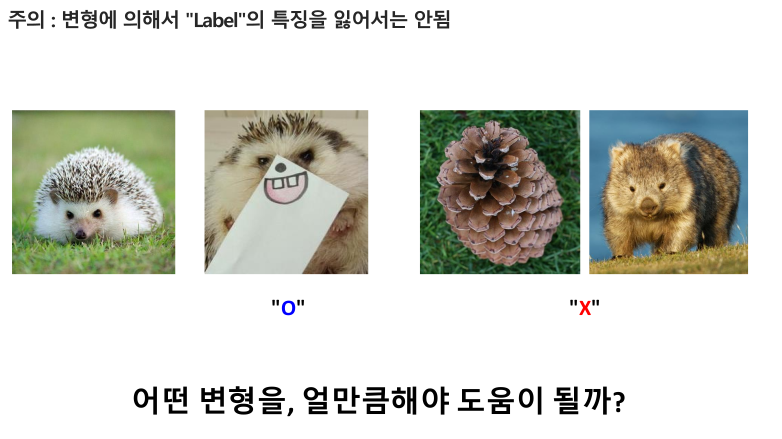 주의 : 변형에 의해서 "Label"의 특징을 잃어서는 안됨
"O"
"X"
어떤 변형을, 얼만큼해야 도움이 될까?